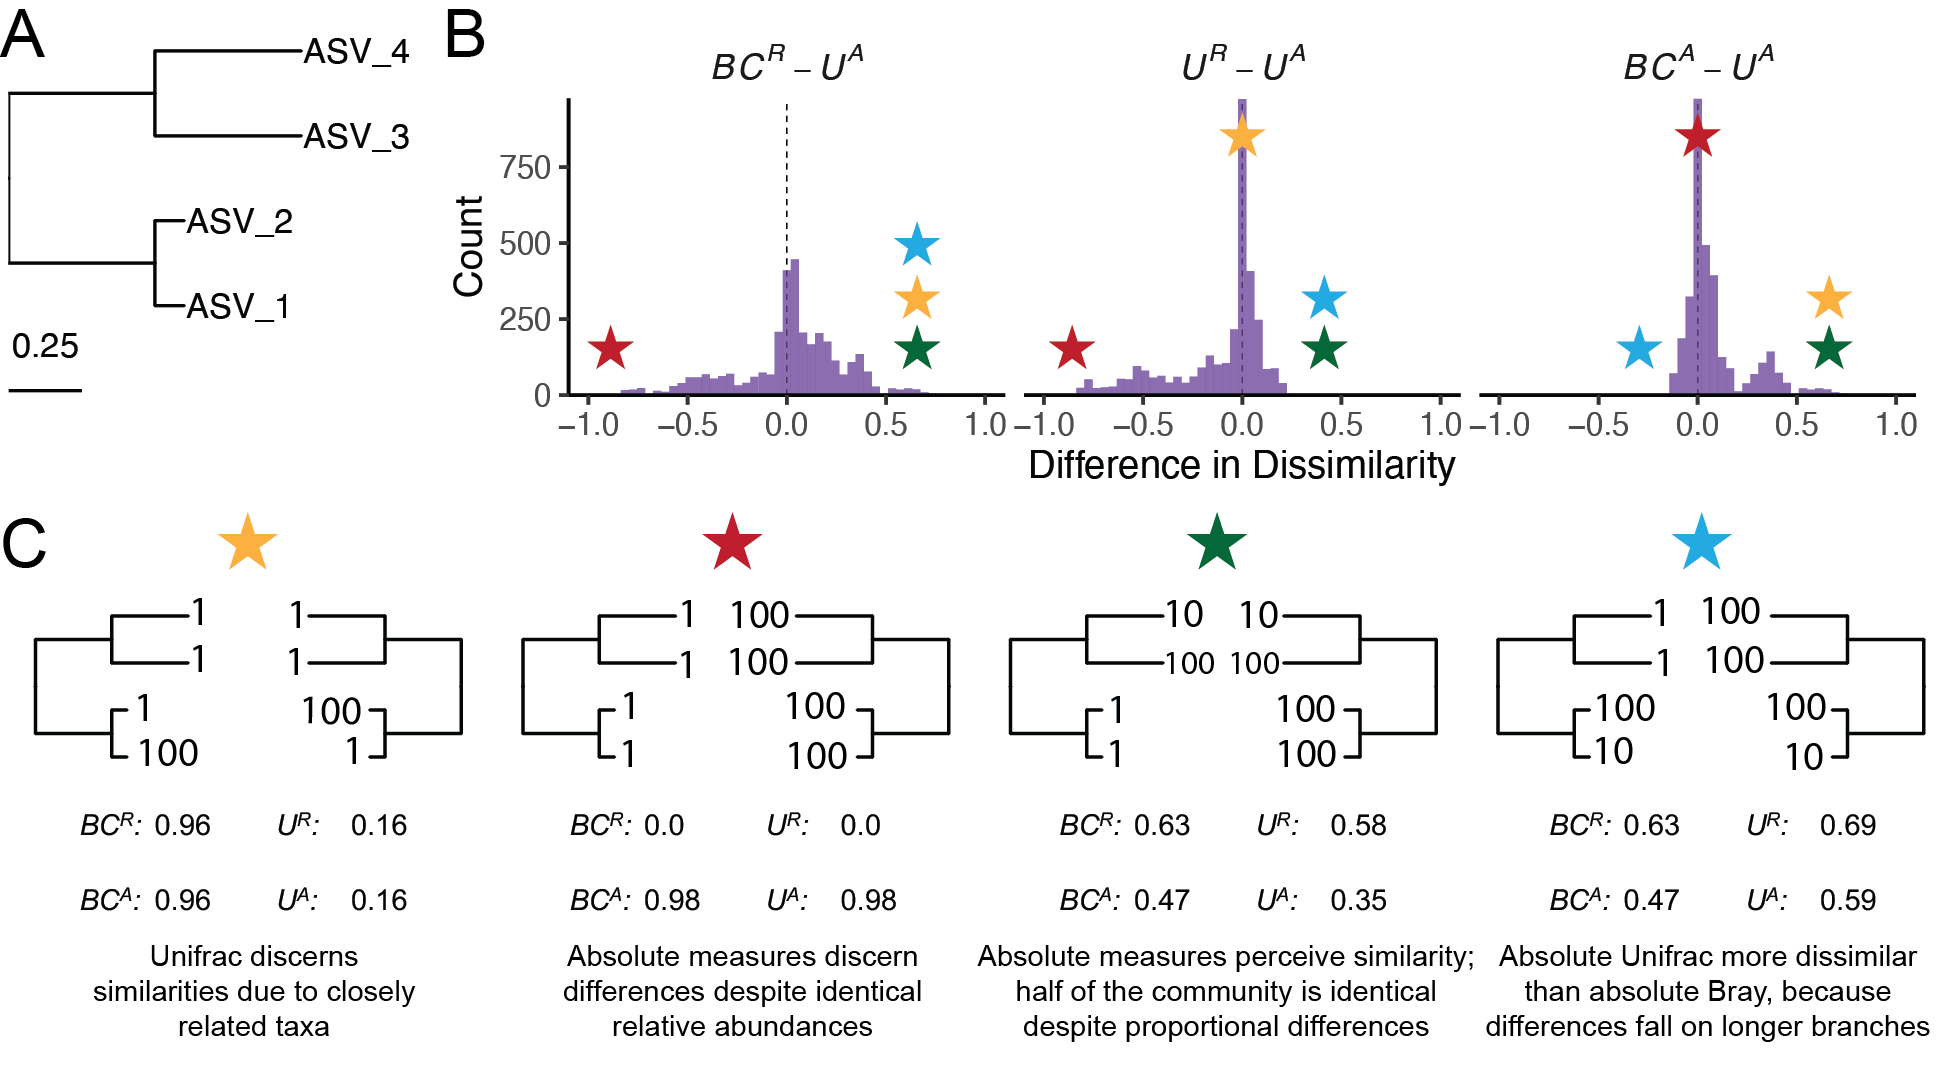 A
ASV_4
ASV_3
ASV_2
ASV_1
0.25
B
BC^R – U^A
U^R – U^A
BC^A – U^A
Count
750
500
250
0
−1.0 −0.5 0.0 0.5 1.0
−1.0 −0.5 0.0 0.5 1.0
−1.0 −0.5 0.0 0.5 1.0
Difference in Dissimilarity
C
1 1
1 1
1 100
100 1
BC^R: 0.96 U^R: 0.16
BC^A: 0.96 U^A: 0.16
Unifrac discerns
similarities due to closely
related taxa
1 100
1 100
1 100
1 100
BC^R: 0.0 U^R: 0.0
BC^A: 0.98 U^A: 0.98
Absolute measures discern
differences despite identical
relative abundances
10 10
100 100
1 100
1 100
BC^R: 0.63 U^R: 0.58
BC^A: 0.47 U^A: 0.35
Absolute measures perceive similarity;
half of the community is identical
despite proportional differences
1 100
1 100
100 100
10 10
BC^R: 0.63 U^R: 0.69
BC^A: 0.47 U^A: 0.59
Absolute Unifrac more dissimilar
than absolute Bray, because
differences fall on longer branches